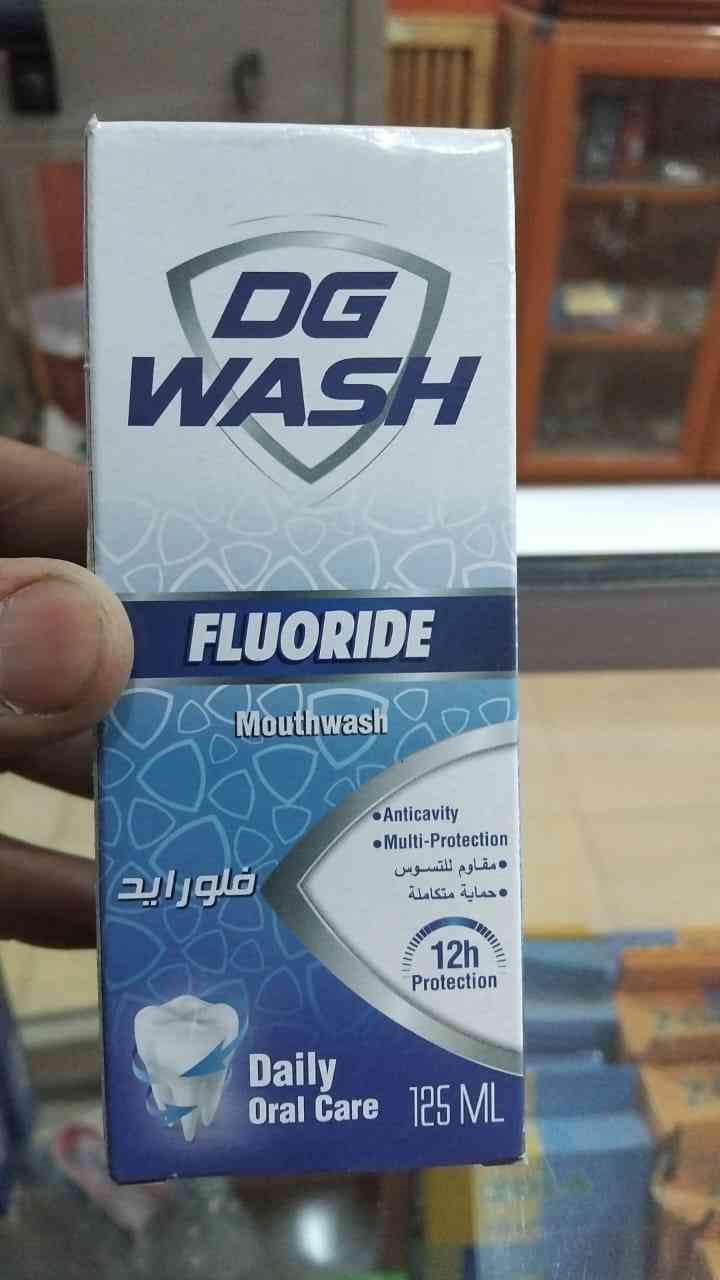 DG
WASH
FLUORIDE
Mouthwash
•Anticavity
•Multi-Protection
•مقاوم للتسوس
•حماية متكاملة
فلورايد
12h
Protection
Daily
Oral Care
125 ML